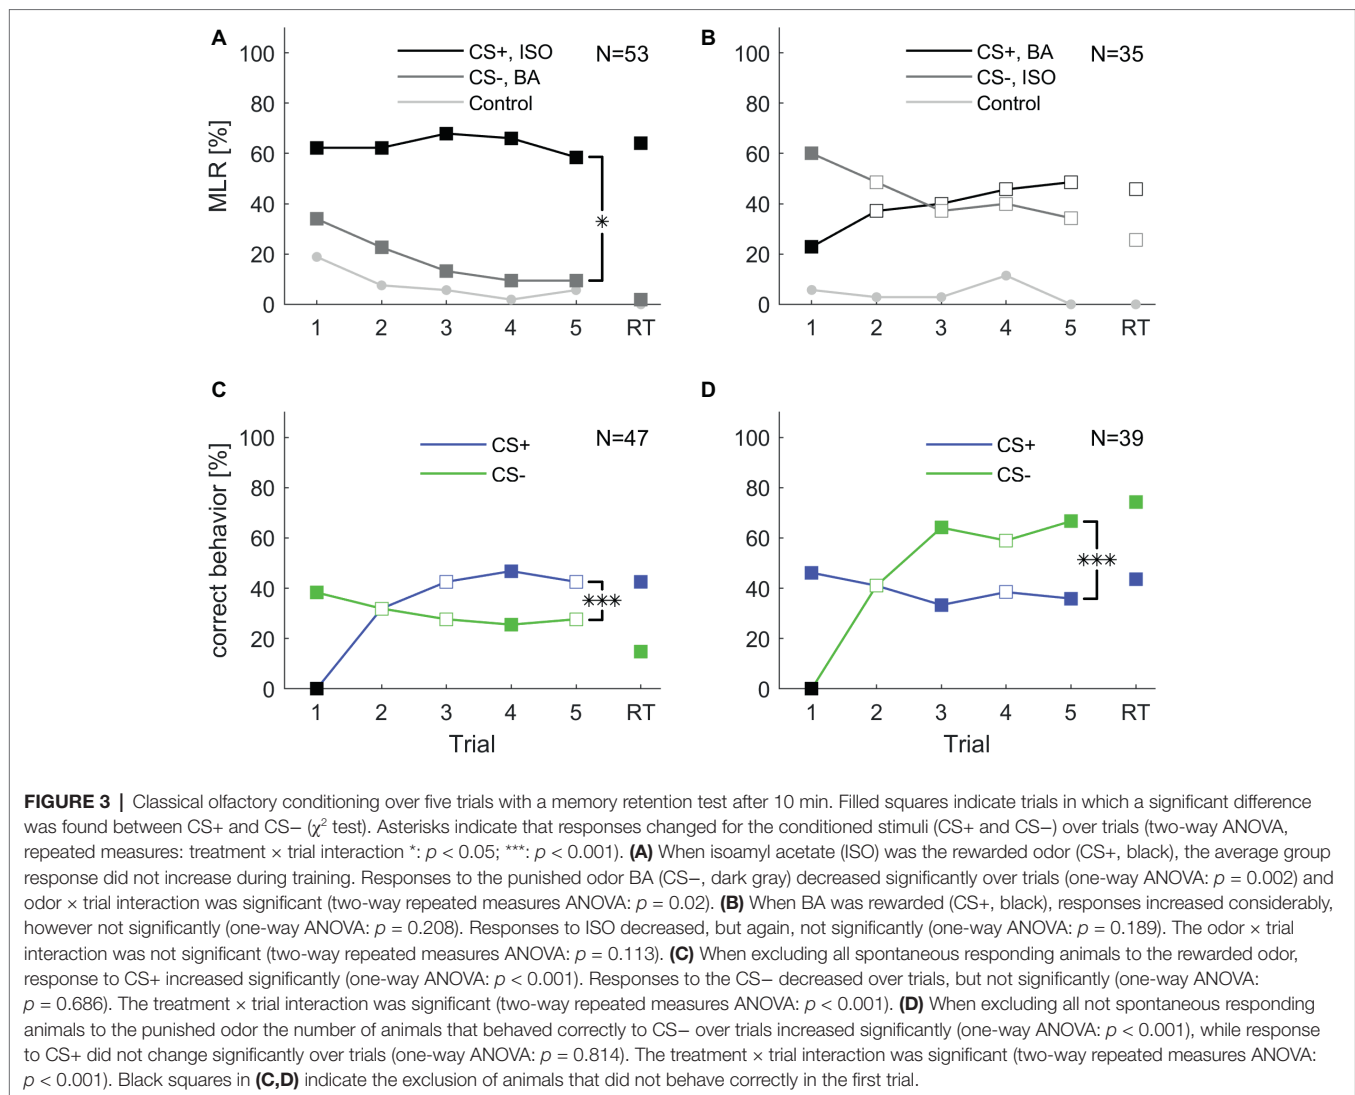 A
CS+, ISO
CS-, BA
Control
N=53
MLR [%]
100
80
60
40
20
0
1 2 3 4 5 RT
*
B
CS+, BA
CS-, ISO
Control
N=35
100
80
60
40
20
0
1 2 3 4 5 RT
C
CS+
CS-
N=47
correct behavior [%]
100
80
60
40
20
0
1 2 3 4 5 RT
Trial
***
D
CS+
CS-
N=39
100
80
60
40
20
0
1 2 3 4 5 RT
Trial
***
FIGURE 3 | Classical olfactory conditioning over five trials with a memory retention test after 10 min. Filled squares indicate trials in which a significant difference
was found between CS+ and CS− (χ² test). Asterisks indicate that responses changed for the conditioned stimuli (CS+ and CS−) over trials (two-way ANOVA,
repeated measures: treatment × trial interaction *: p < 0.05; ***: p < 0.001). (A) When isoamyl acetate (ISO) was the rewarded odor (CS+, black), the average group
response did not increase during training. Responses to the punished odor BA (CS−, dark gray) decreased significantly over trials (one-way ANOVA: p = 0.002) and
odor × trial interaction was significant (two-way repeated measures ANOVA: p = 0.02). (B) When BA was rewarded (CS+, black), responses increased considerably,
however not significantly (one-way ANOVA: p = 0.208). Responses to ISO decreased, but again, not significantly (one-way ANOVA: p = 0.189). The odor × trial
interaction was not significant (two-way repeated measures ANOVA: p = 0.113). (C) When excluding all spontaneous responding animals to the rewarded odor,
response to CS+ increased significantly (one-way ANOVA: p < 0.001). Responses to the CS− decreased over trials, but not significantly (one-way ANOVA:
p = 0.686). The treatment × trial interaction was significant (two-way repeated measures ANOVA: p < 0.001). (D) When excluding all not spontaneous responding
animals to the punished odor the number of animals that behaved correctly to CS− over trials increased significantly (one-way ANOVA: p < 0.001), while response
to CS+ did not change significantly over trials (one-way ANOVA: p = 0.814). The treatment × trial interaction was significant (two-way repeated measures ANOVA:
p < 0.001). Black squares in (C,D) indicate the exclusion of animals that did not behave correctly in the first trial.